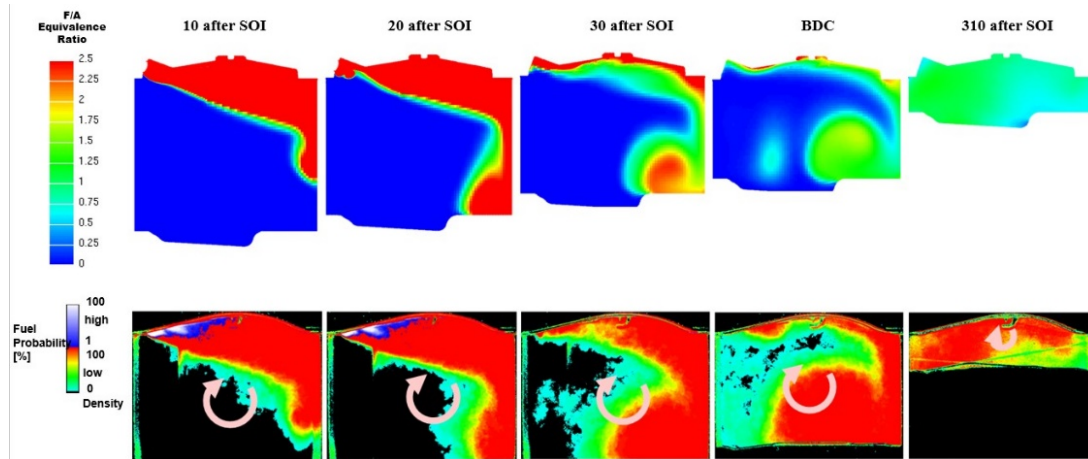 F/A
Equivalence
Ratio
10 after SOI
20 after SOI
30 after SOI
BDC
310 after SOI
2.5
2.25
2
1.75
1.5
1.25
1
0.75
0.5
0.25
0
Fuel
Probability
[%]
100
high
1
100
low
0
Density